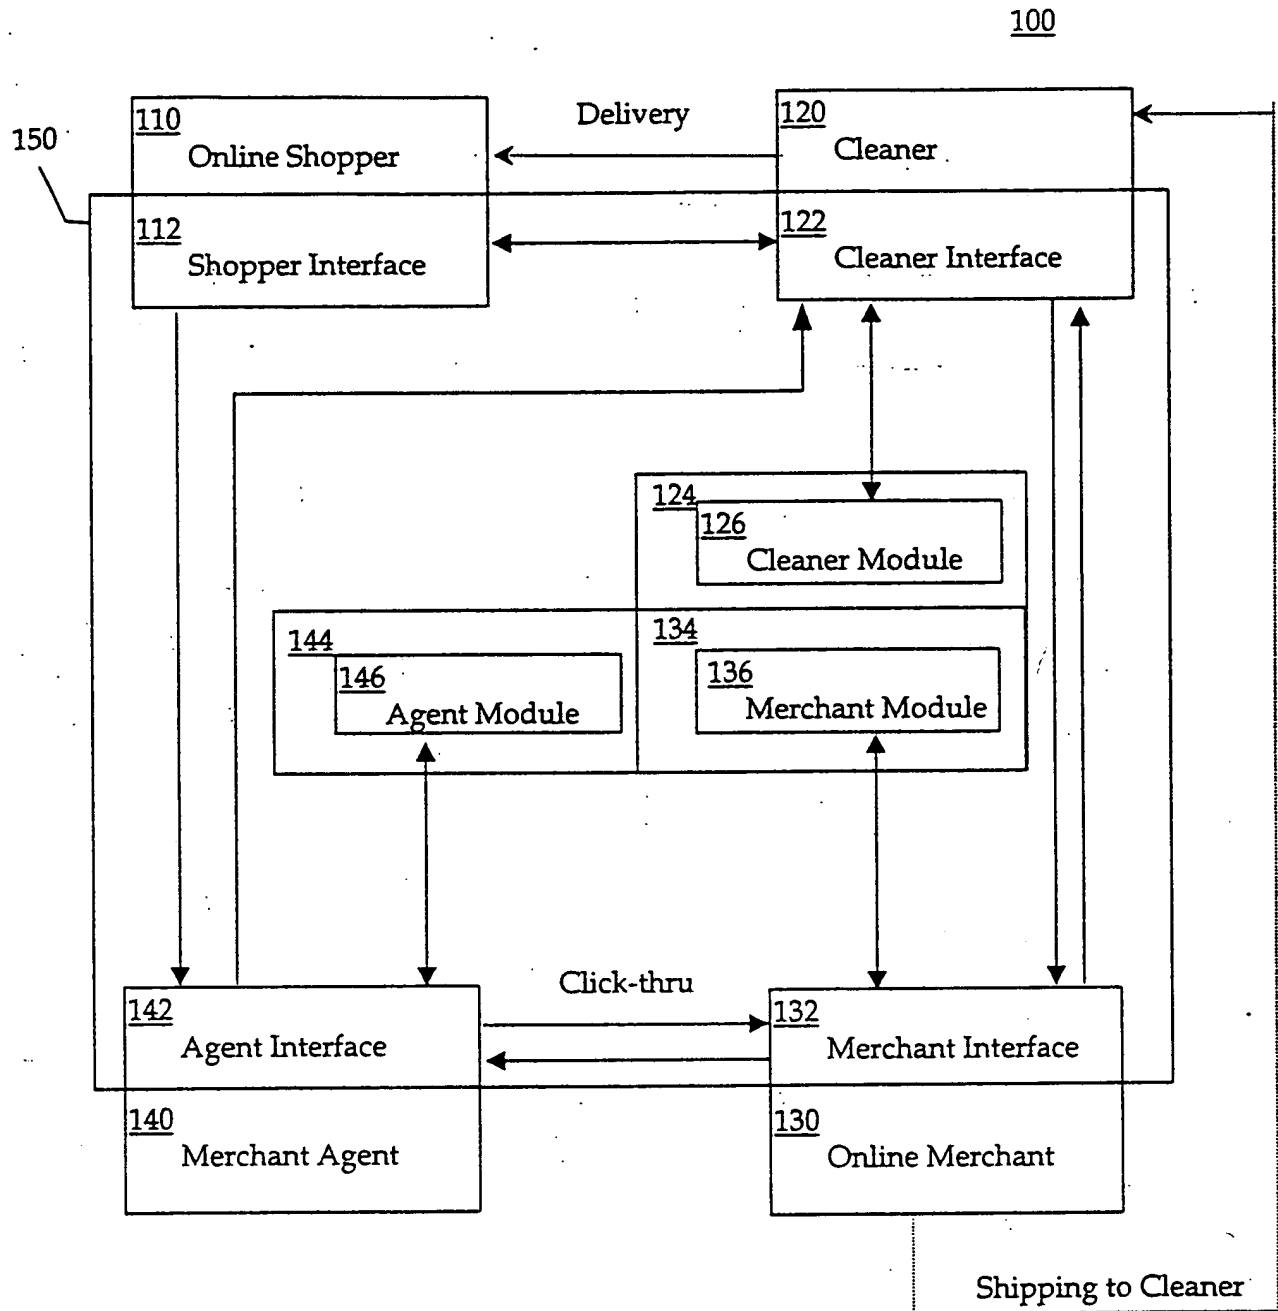 100
150
110
Online Shopper
Delivery
120
Cleaner
112
Shopper Interface
122
Cleaner Interface
124
126
Cleaner Module
144
146
Agent Module
134
136
Merchant Module
Click-thru
142
Agent Interface
132
Merchant Interface
140
Merchant Agent
130
Online Merchant
Shipping to Cleaner